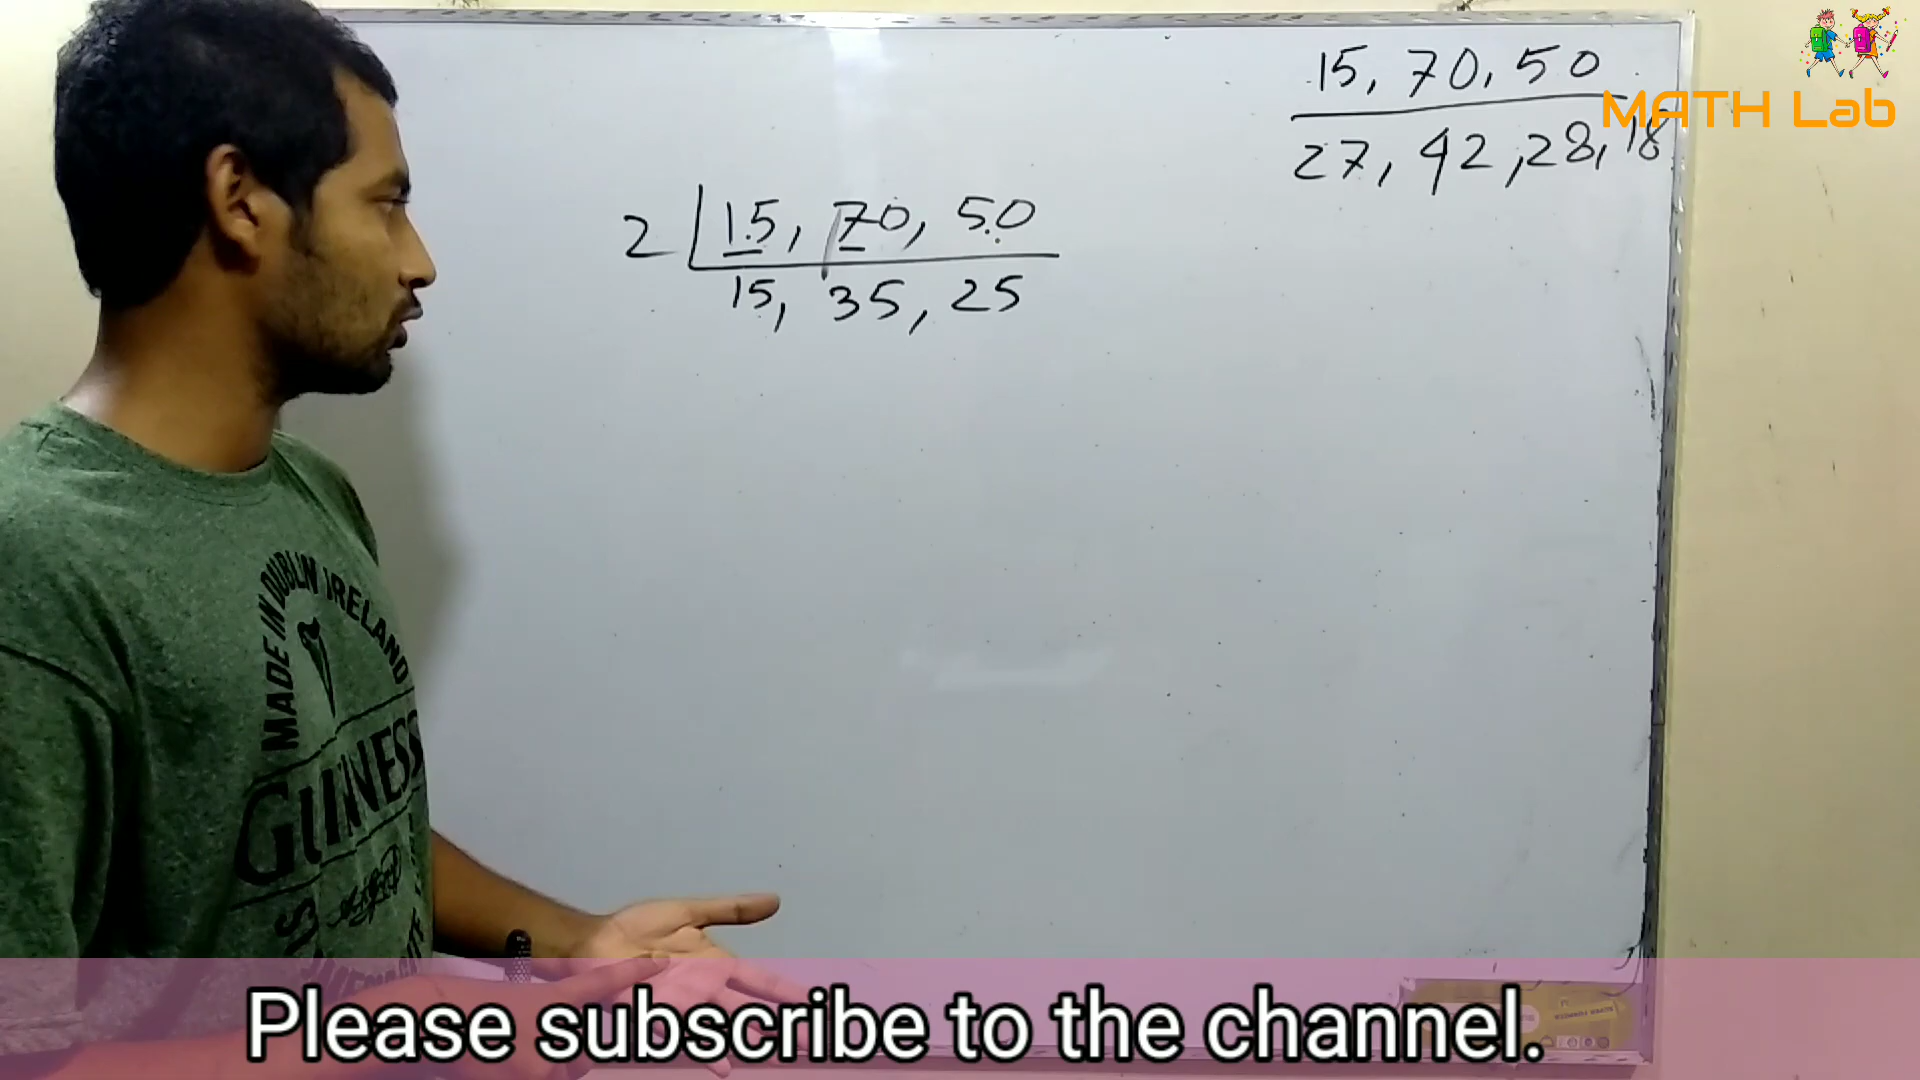 15, 70, 50
MATH Lab
27, 42, 28, 18
2 | 15, 70, 50
15, 35, 25
MADE IN DUBLIN IRELAND
GUINNESS
Please subscribe to the channel.